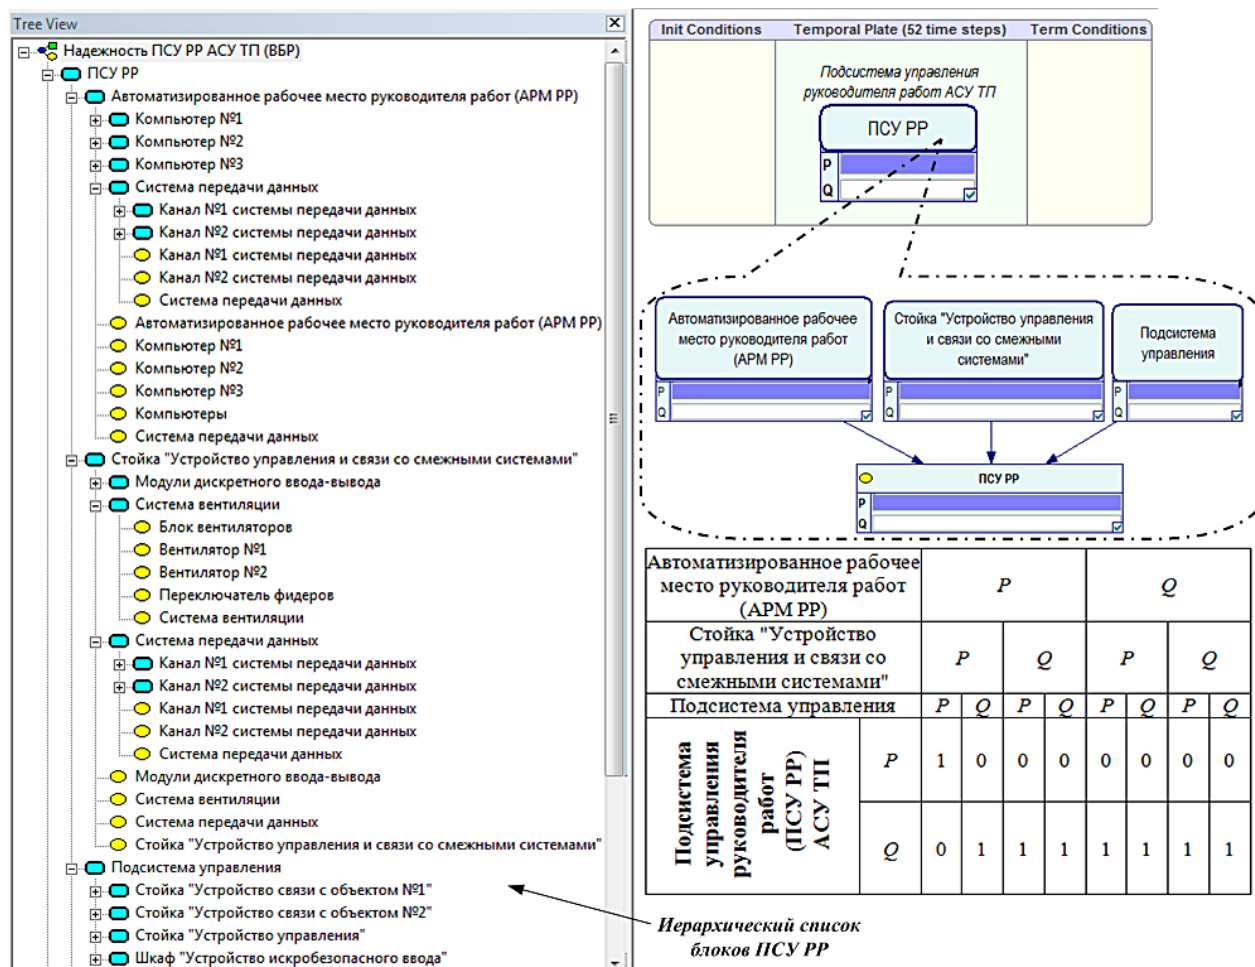 Tree View
Надежность ПСУ РР АСУ ТП (ВБР)
ПСУ РР
Автоматизированное рабочее место руководителя работ (АРМ РР)
Компьютер №1
Компьютер №2
Компьютер №3
Система передачи данных
Канал №1 системы передачи данных
Канал №2 системы передачи данных
Канал №1 системы передачи данных
Канал №2 системы передачи данных
Система передачи данных
Автоматизированное рабочее место руководителя работ (АРМ РР)
Компьютер №1
Компьютер №2
Компьютер №3
Компьютеры
Система передачи данных
Стойка "Устройство управления и связи со смежными системами"
Модули дискретного ввода-вывода
Система вентиляции
Блок вентиляторов
Вентилятор №1
Вентилятор №2
Переключатель фидеров
Система вентиляции
Система передачи данных
Канал №1 системы передачи данных
Канал №2 системы передачи данных
Канал №1 системы передачи данных
Канал №2 системы передачи данных
Система передачи данных
Модули дискретного ввода-вывода
Система вентиляции
Система передачи данных
Стойка "Устройство управления и связи со смежными системами"
Подсистема управления
Стойка "Устройство связи с объектом №1"
Стойка "Устройство связи с объектом №2"
Стойка "Устройство управления"
Шкаф "Устройство искробезопасного ввода"
Init Conditions Temporal Plate (52 time steps) Term Conditions
Подсистема управления
руководителя работ АСУ ТП
ПСУ РР
P
Q
Автоматизированное рабочее
место руководителя работ
(АРМ РР)
P
Q
Стойка "Устройство управления
и связи со смежными
системами"
P
Q
Подсистема
управления
P
Q
ПСУ РР
P
Q
Автоматизированное рабочее
место руководителя работ
(АРМ РР)
P Q
Стойка "Устройство
управления и связи со
смежными системами"
P Q P Q
Подсистема управления P Q P Q P Q P Q
Подсистема
управления
руководителя
работ
(ПСУ РР)
АСУ ТП
P 1 0 0 0 0 0 0 0
Q 0 1 1 1 1 1 1 1
Иерархический список
блоков ПСУ РР